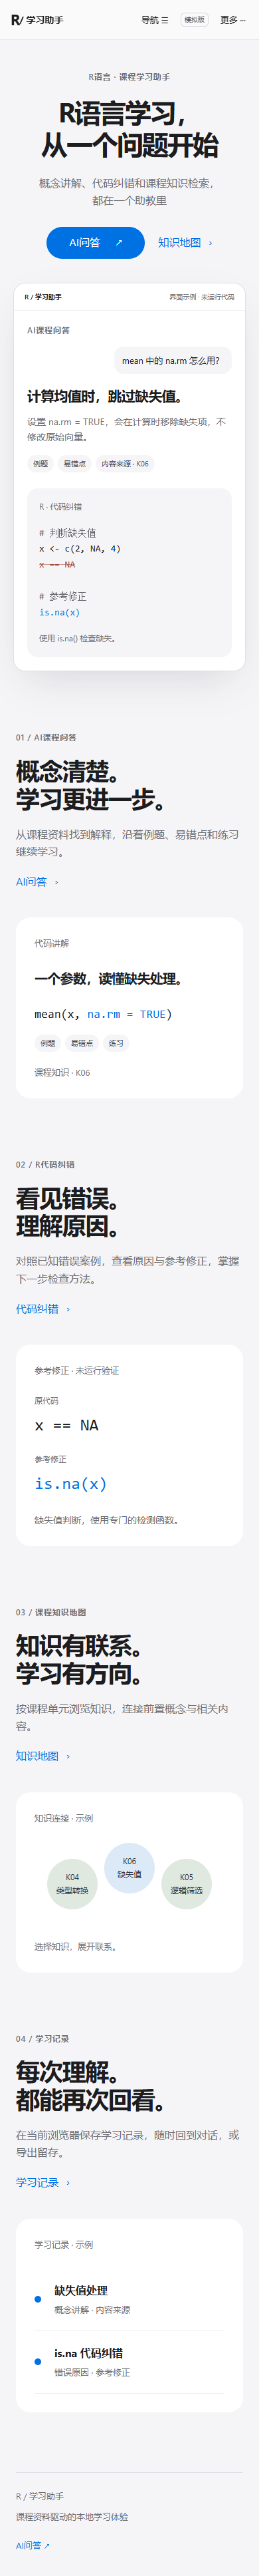 R/ 学习助手
导航 ☰
模拟版
更多 ···
R语言 · 课程学习助手
R语言学习，
从一个问题开始
概念讲解、代码纠错和课程知识检索，
都在一个助教里
AI问答 ↗
知识地图 ›
R / 学习助手
界面示例 · 未运行代码
AI课程问答
mean 中的 na.rm 怎么用？
计算均值时，跳过缺失值。
设置 na.rm = TRUE，会在计算时移除缺失项，不
修改原始向量。
例题
易错点
内容来源 · K06
R · 代码纠错
# 判断缺失值
x <- c(2, NA, 4)
x == NA
# 参考修正
is.na(x)
使用 is.na() 检查缺失。
01 / AI课程问答
概念清楚。
学习更进一步。
从课程资料找到解释，沿着例题、易错点和练习
继续学习。
AI问答 ›
代码讲解
一个参数，读懂缺失处理。
mean(x, na.rm = TRUE)
例题
易错点
练习
课程知识 · K06
02 / R代码纠错
看见错误。
理解原因。
对照已知错误案例，查看原因与参考修正，掌握
下一步检查方法。
代码纠错 ›
参考修正 · 未运行验证
原代码
x == NA
参考修正
is.na(x)
缺失值判断，使用专门的检测函数。
03 / 课程知识地图
知识有联系。
学习有方向。
按课程单元浏览知识，连接前置概念与相关内
容。
知识地图 ›
知识连接 · 示例
K04
类型转换
K06
缺失值
K05
逻辑筛选
选择知识，展开联系。
04 / 学习记录
每次理解。
都能再次回看。
在当前浏览器保存学习记录，随时回到对话，或
导出留存。
学习记录 ›
学习记录 · 示例
缺失值处理
概念讲解 · 内容来源
is.na 代码纠错
错误原因 · 参考修正
R / 学习助手
课程资料驱动的本地学习体验
AI问答 ↗